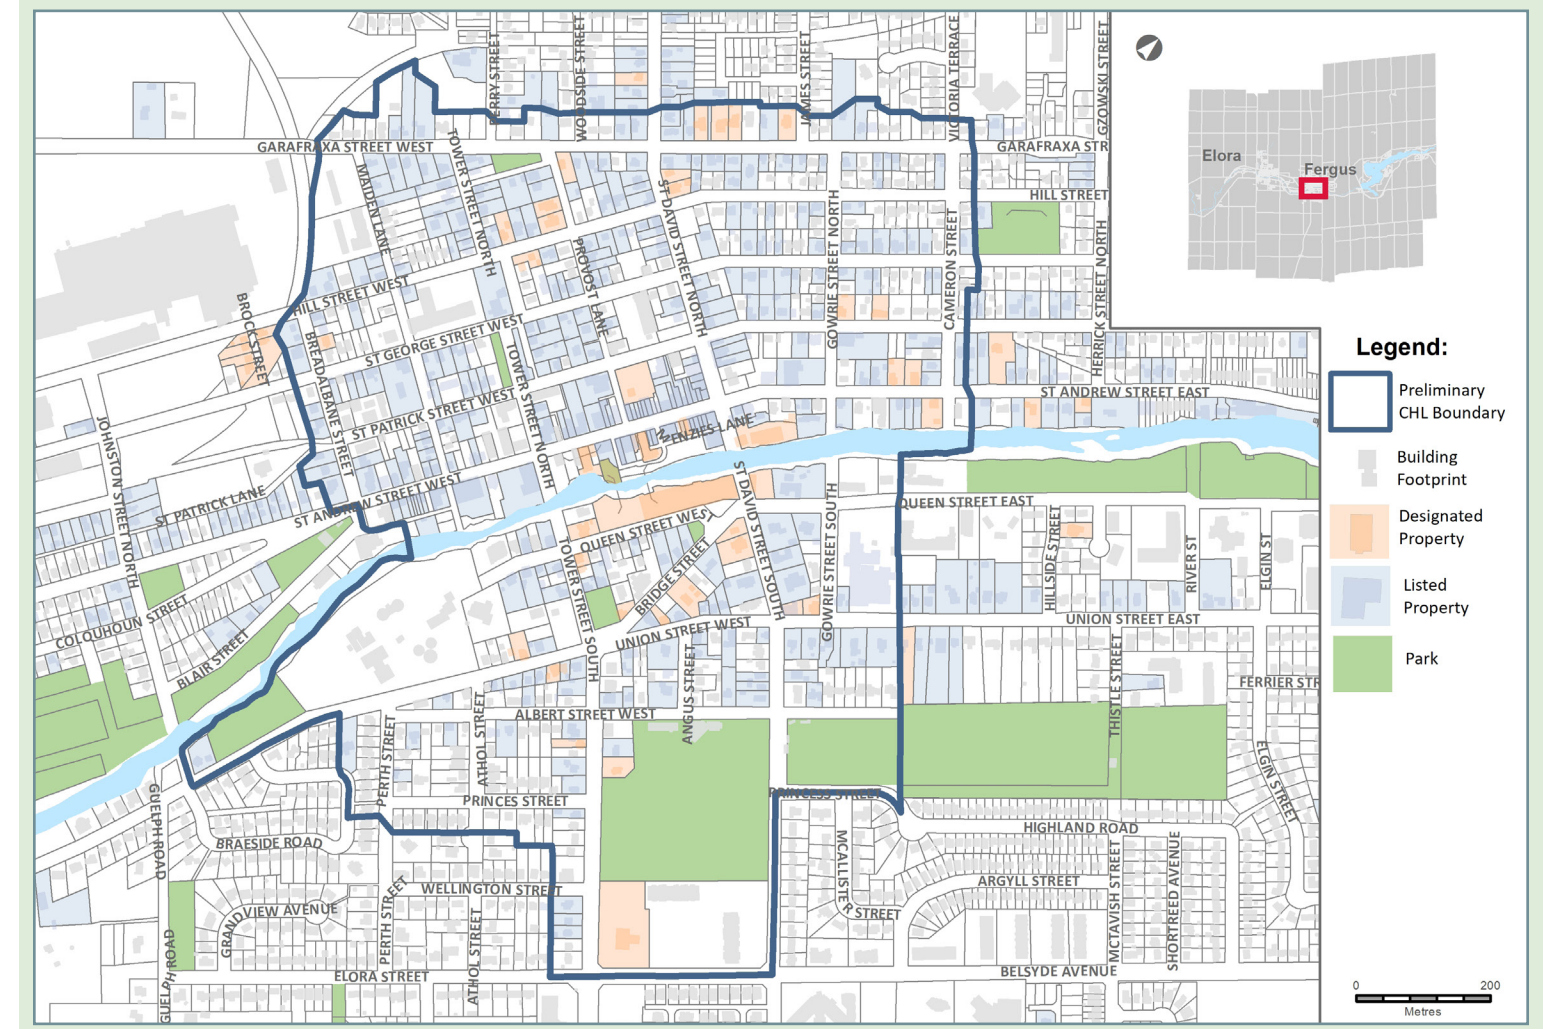 PERRY STREET
WOODSIDE STREET
JAMES STREET
VICTORIA TERRACE
GZOWSKI STREET
GARAFRAXA STREET WEST
GARAFRAXA STR
MAIDEN LANE
TOWER STREET NORTH
ST DAVID STREET NORTH
HILL STREET
GOWRIE STREET NORTH
CAMERON STREET
HERRICK STREET NORTH
PROVOST LANE
HILL STREET WEST
BROCK STREET
BREADALBANE STREET
ST GEORGE STREET WEST
TOWER STREET NORTH
ST PATRICK STREET WEST
ST ANDREW STREET EAST
MENZIES LANE
JOHNSTON STREET NORTH
ST PATRICK LANE
ST ANDREW STREET WEST
ST DAVID STREET SOUTH
GOWRIE STREET SOUTH
QUEEN STREET EAST
QUEEN STREET WEST
TOWER STREET SOUTH
BRIDGE STREET
HILLSIDE STREET
RIVER ST
ELGIN ST
COLQUHOUN STREET
BLAIR STREET
UNION STREET WEST
UNION STREET EAST
ANGUS STREET
THISTLE STREET
FERRIER STR
ALBERT STREET WEST
ATHOL STREET
PERTH STREET
ELGIN STREET
PRINCES STREET
PRINCESS STREET
GUELPH ROAD
BRAESIDE ROAD
HIGHLAND ROAD
MCALLISTER STREET
WELLINGTON STREET
ARGYLL STREET
MCTAVISH STREET
SHORTREED AVENUE
GRANDVIEW AVENUE
PERTH STREET
ATHOL STREET
GUELPH ROAD
ELORA STREET
BELSYDE AVENUE
Elora
Fergus
Legend:
Preliminary
CHL Boundary
Building
Footprint
Designated
Property
Listed
Property
Park
0 200
Metres